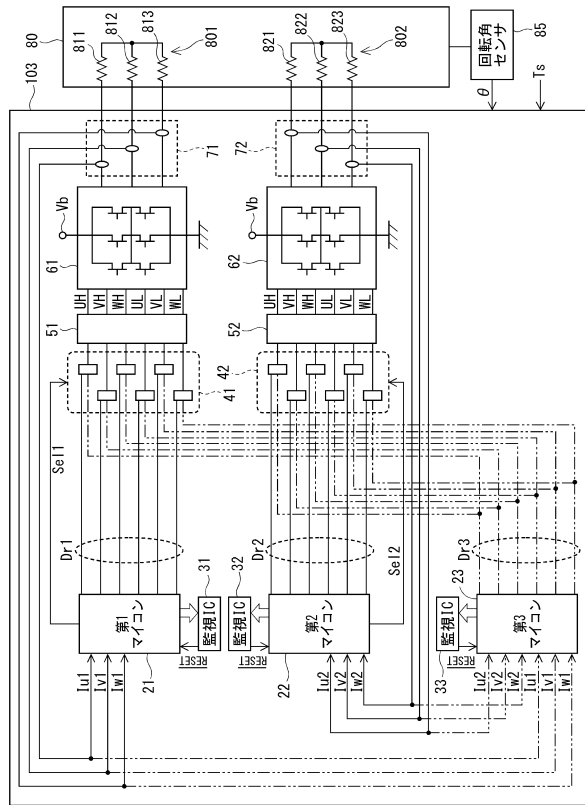 80
811
812
813
801
821
822
823
802
回転角
センサ
85
θ
Ts
103
71
72
Vb
Vb
61
62
UH
VH
WH
UL
VL
WL
UH
VH
WH
UL
VL
WL
51
52
41
42
Sel1
Sel2
Dr1
Dr2
Dr3
第1
マイコン
21
監視IC
31
RESET
監視IC
32
RESET
第2
マイコン
22
監視IC
33
RESET
第3
マイコン
23
Iu1
Iv1
Iw1
Iu2
Iv2
Iw2
Iu2
Iv2
Iw2
Iu1
Iv1
Iw1